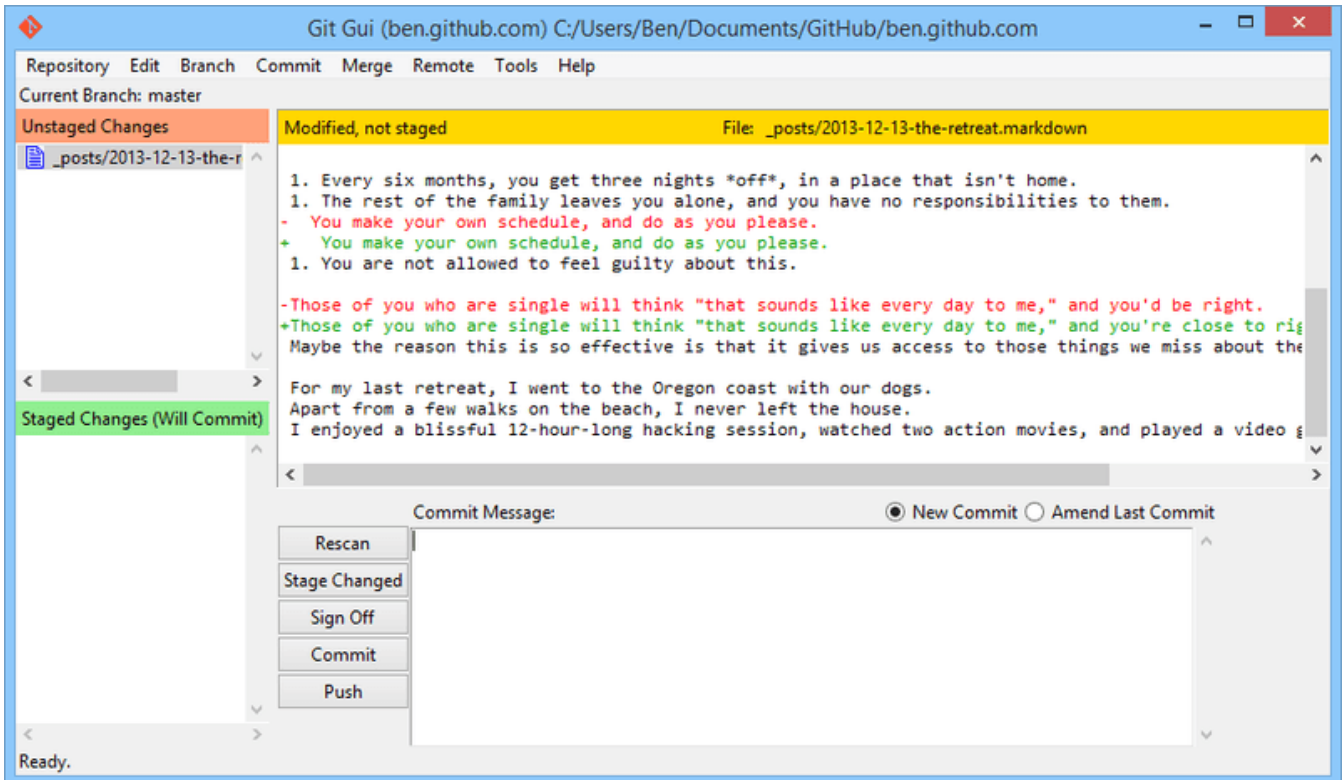 Git Gui (ben.github.com) C:/Users/Ben/Documents/GitHub/ben.github.com
Repository Edit Branch Commit Merge Remote Tools Help
Current Branch: master
Unstaged Changes
_posts/2013-12-13-the-r
Modified, not staged File: _posts/2013-12-13-the-retreat.markdown
1. Every six months, you get three nights *off*, in a place that isn't home.
1. The rest of the family leaves you alone, and you have no responsibilities to them.
-  You make your own schedule, and do as you please.
+   You make your own schedule, and do as you please.
1. You are not allowed to feel guilty about this.
-Those of you who are single will think "that sounds like every day to me," and you'd be right.
+Those of you who are single will think "that sounds like every day to me," and you're close to rig
Maybe the reason this is so effective is that it gives us access to those things we miss about the
For my last retreat, I went to the Oregon coast with our dogs.
Apart from a few walks on the beach, I never left the house.
I enjoyed a blissful 12-hour-long hacking session, watched two action movies, and played a video g
Staged Changes (Will Commit)
Commit Message: New Commit Amend Last Commit
Rescan
Stage Changed
Sign Off
Commit
Push
Ready.